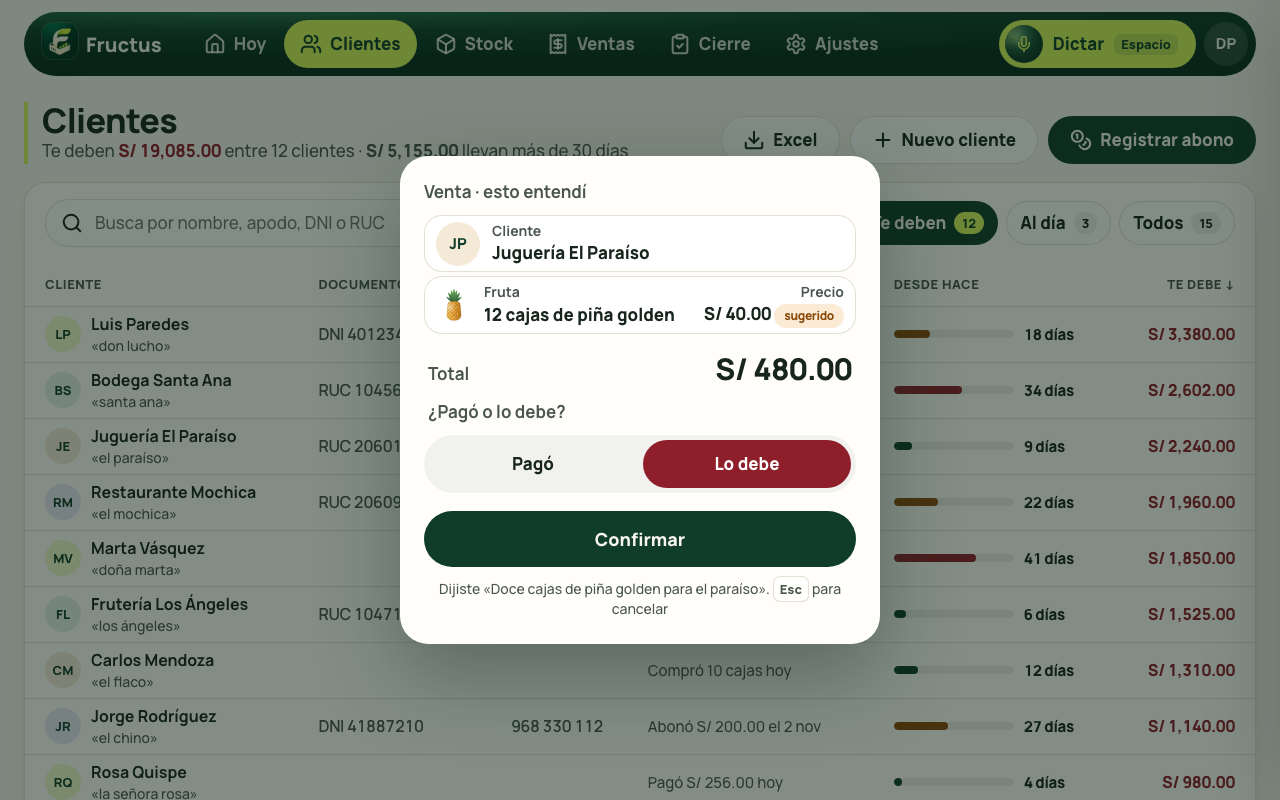 Fructus
Hoy
Clientes
Stock
Ventas
Cierre
Ajustes
Dictar
Espacio
DP
Clientes
Te deben S/ 19,085.00 entre 12 clientes · S/ 5,155.00 llevan más de 30 días
Excel
Nuevo cliente
Registrar abono
Busca por nombre, apodo, DNI o RUC
Te deben 12
Al día 3
Todos 15
Venta · esto entendí
JP
Cliente
Juguería El Paraíso
Fruta
12 cajas de piña golden
Precio
S/ 40.00 sugerido
Total
S/ 480.00
¿Pagó o lo debe?
Pagó
Lo debe
Confirmar
Dijiste «Doce cajas de piña golden para el paraíso». Esc para
cancelar
CLIENTE
DOCUMENTO
DESDE HACE
TE DEBE ↓
LP
Luis Paredes
«don lucho»
DNI 401234
18 días
S/ 3,380.00
BS
Bodega Santa Ana
«santa ana»
RUC 10456
34 días
S/ 2,602.00
JE
Juguería El Paraíso
«el paraíso»
RUC 20601
9 días
S/ 2,240.00
RM
Restaurante Mochica
«el mochica»
RUC 20609
22 días
S/ 1,960.00
MV
Marta Vásquez
«doña marta»
41 días
S/ 1,850.00
FL
Frutería Los Ángeles
«los ángeles»
RUC 10471
6 días
S/ 1,525.00
CM
Carlos Mendoza
«el flaco»
Compró 10 cajas hoy
12 días
S/ 1,310.00
JR
Jorge Rodríguez
«el chino»
DNI 41887210
968 330 112
Abonó S/ 200.00 el 2 nov
27 días
S/ 1,140.00
RQ
Rosa Quispe
«la señora rosa»
Pagó S/ 256.00 hoy
4 días
S/ 980.00